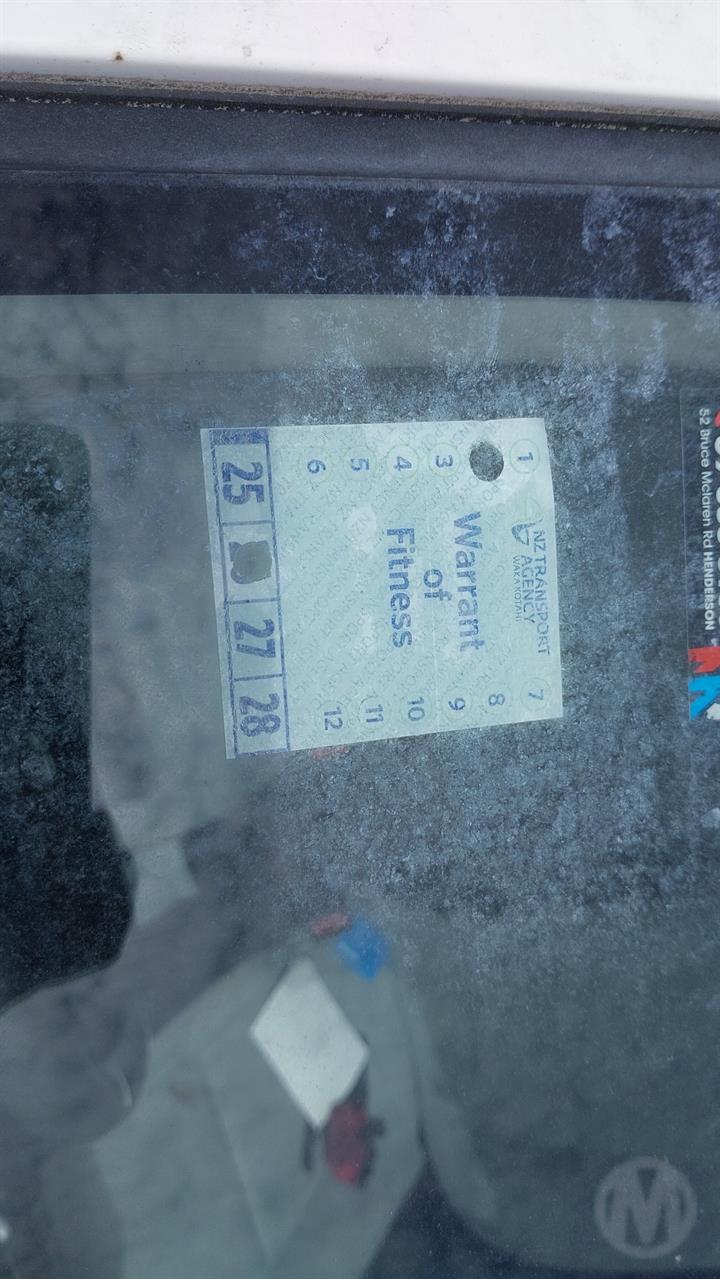 NZ TRANSPORT
AGENCY
WAKA KOTAHI
Warrant
of
Fitness
1
3
4
5
6
7
8
9
10
11
12
25 27 28
52 Bruce Mclaren Rd HENDERSON
M